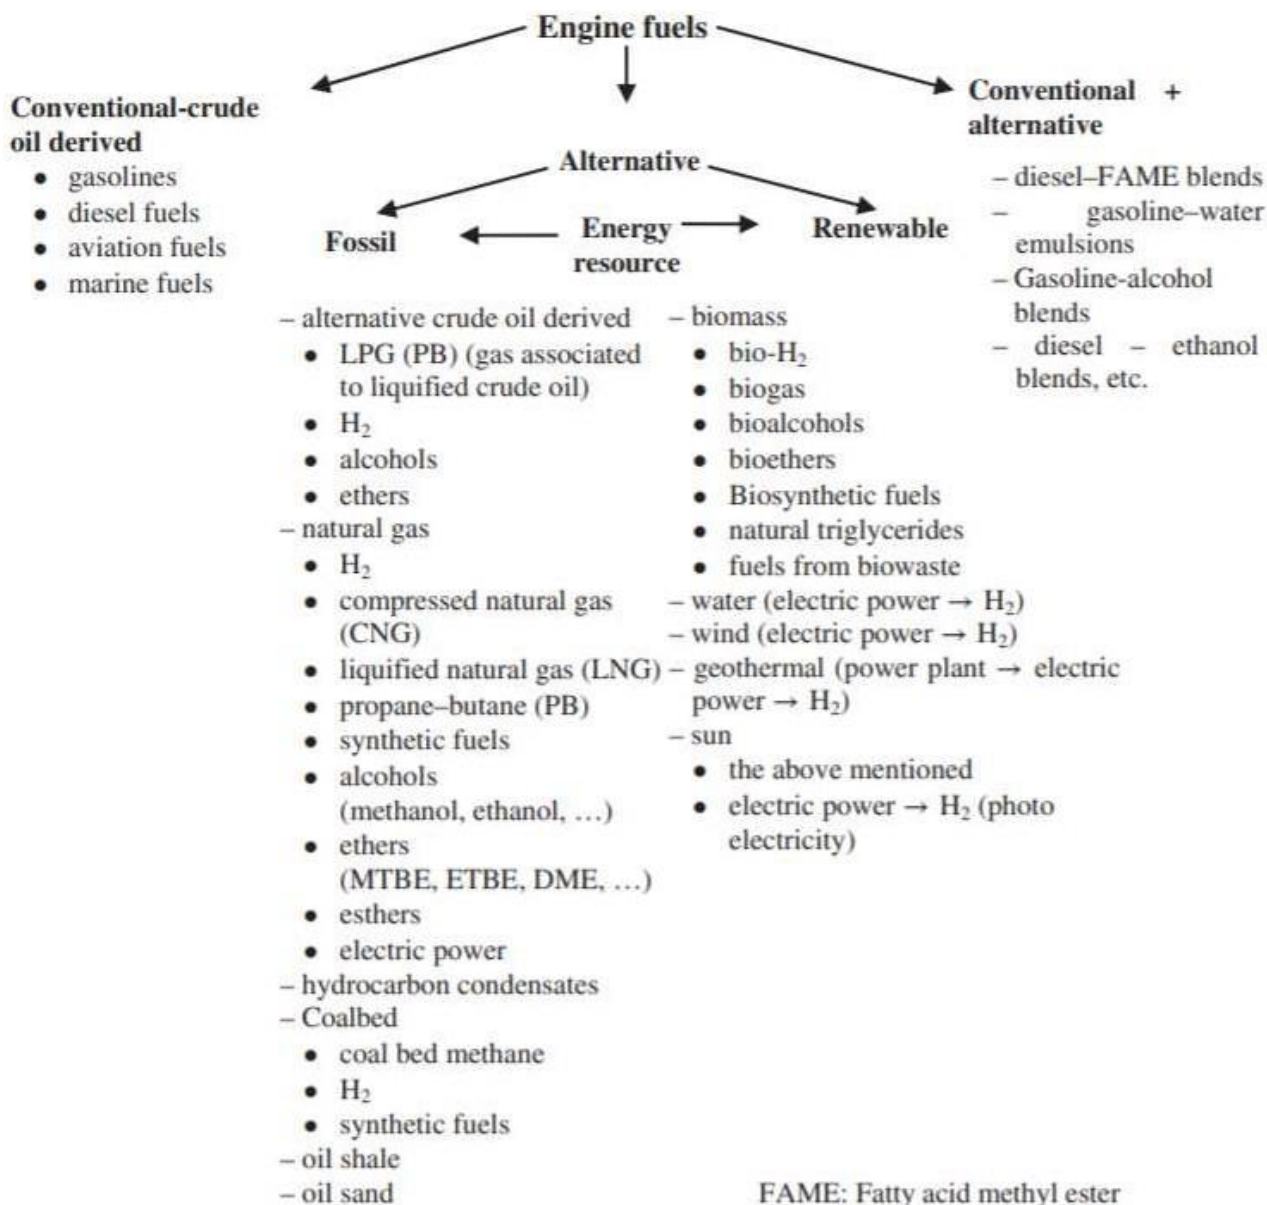 Engine fuels
Conventional-crude
oil derived
● gasolines
● diesel fuels
● aviation fuels
● marine fuels
Alternative
Fossil
Energy
resource
Renewable
– alternative crude oil derived
● LPG (PB) (gas associated
to liquified crude oil)
● H₂
● alcohols
● ethers
– natural gas
● H₂
● compressed natural gas
(CNG)
● liquified natural gas (LNG)
● propane–butane (PB)
● synthetic fuels
● alcohols
(methanol, ethanol, …)
● ethers
(MTBE, ETBE, DME, …)
● esthers
● electric power
– hydrocarbon condensates
– Coalbed
● coal bed methane
● H₂
● synthetic fuels
– oil shale
– oil sand
– biomass
● bio-H₂
● biogas
● bioalcohols
● bioethers
● Biosynthetic fuels
● natural triglycerides
● fuels from biowaste
– water (electric power → H₂)
– wind (electric power → H₂)
– geothermal (power plant → electric
power → H₂)
– sun
● the above mentioned
● electric power → H₂ (photo
electricity)
Conventional +
alternative
– diesel–FAME blends
– gasoline–water
emulsions
– Gasoline-alcohol
blends
– diesel – ethanol
blends, etc.
FAME: Fatty acid methyl ester